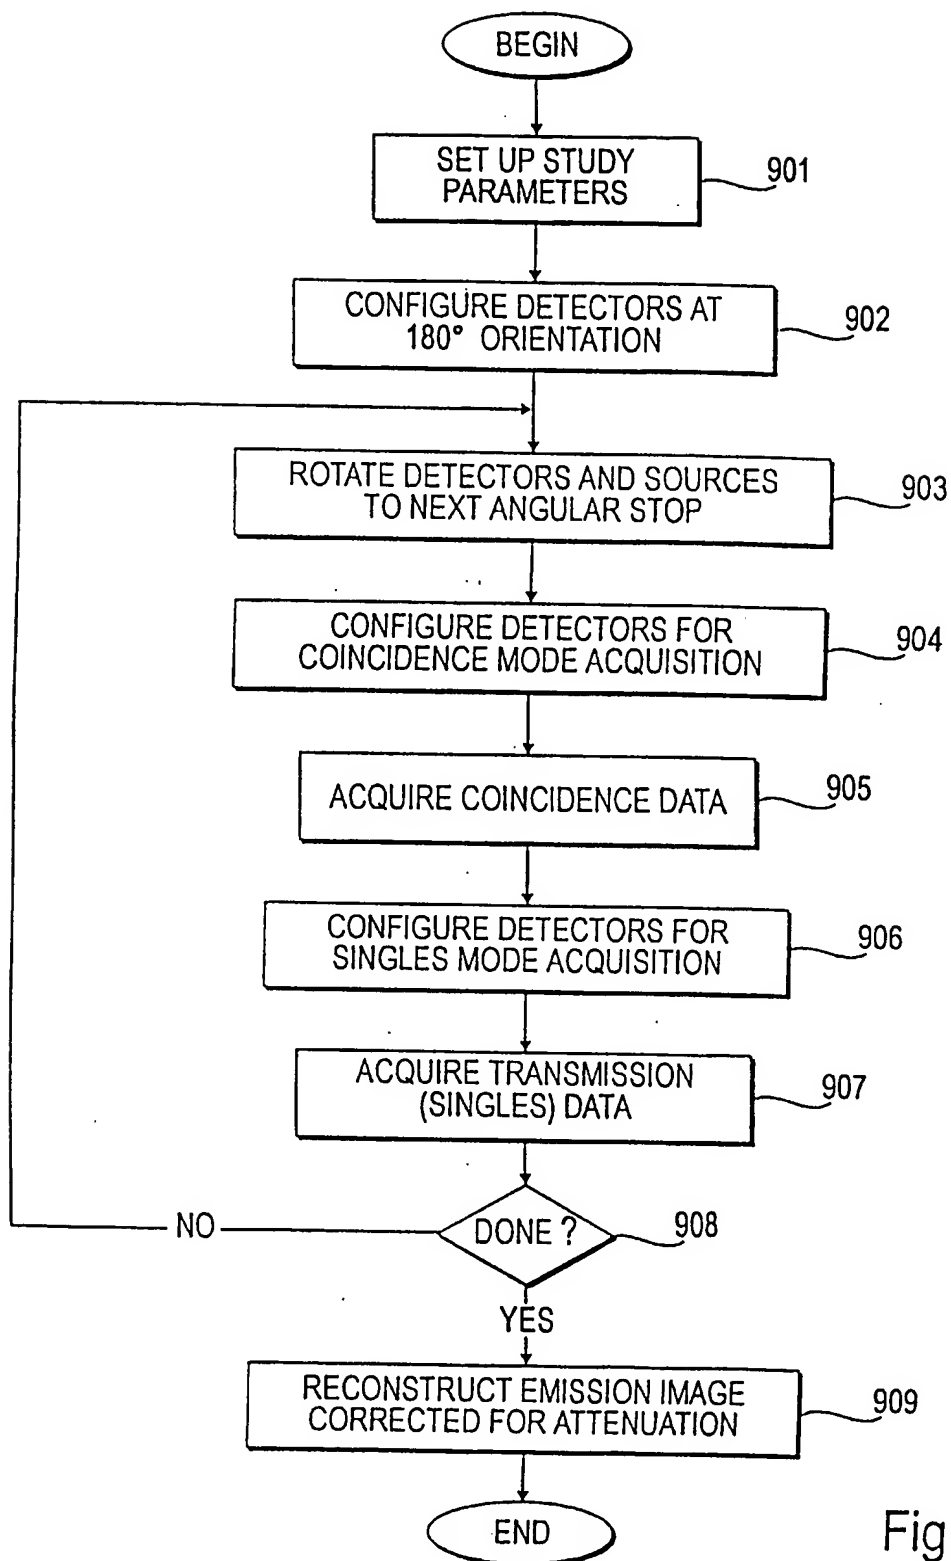 BEGIN
SET UP STUDY
PARAMETERS
901
CONFIGURE DETECTORS AT
180° ORIENTATION
902
ROTATE DETECTORS AND SOURCES
TO NEXT ANGULAR STOP
903
CONFIGURE DETECTORS FOR
COINCIDENCE MODE ACQUISITION
904
ACQUIRE COINCIDENCE DATA
905
CONFIGURE DETECTORS FOR
SINGLES MODE ACQUISITION
906
ACQUIRE TRANSMISSION
(SINGLES) DATA
907
NO
DONE ?
908
YES
RECONSTRUCT EMISSION IMAGE
CORRECTED FOR ATTENUATION
909
END
Fig